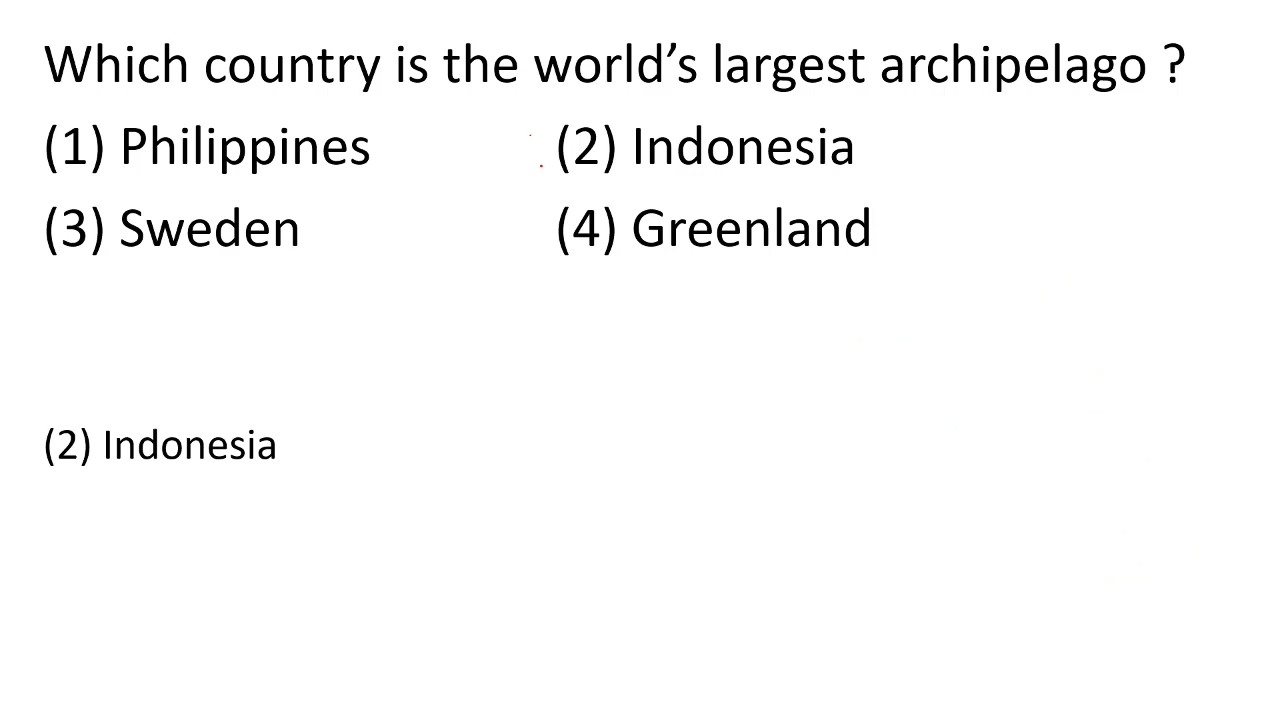 Which country is the world’s largest archipelago ?
(1) Philippines (2) Indonesia
(3) Sweden (4) Greenland
(2) Indonesia